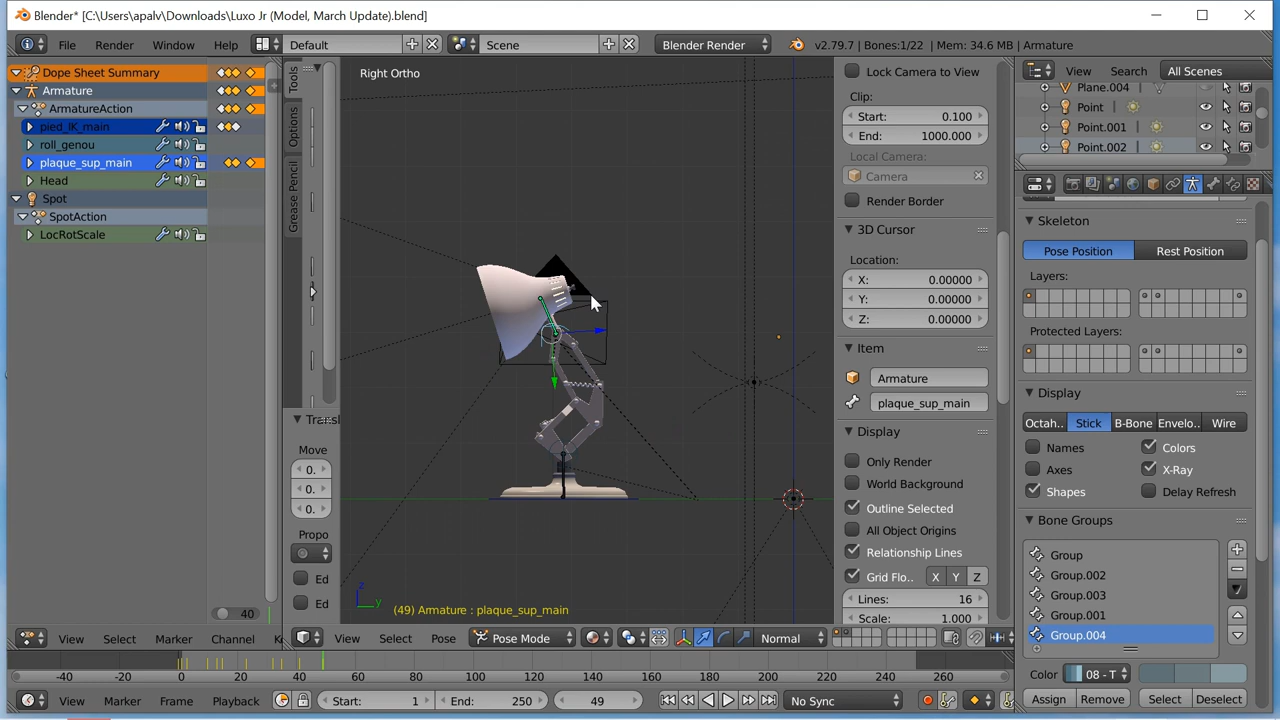 Blender* [C:\Users\apalv\Downloads\Luxo Jr (Model, March Update).blend]
File Render Window Help Default Scene Blender Render v2.79.7 | Bones:1/22 | Mem: 34.6 MB | Armature
Dope Sheet Summary
Armature
ArmatureAction
pied_IK_main
roll_genou
plaque_sup_main
Head
Spot
SpotAction
LocRotScale
40
View Select Marker Channel
Tools
Options
Grease Pencil
Transl
Move
0.
0.
0.
Propo
Ed
Ed
Right Ortho
z
y
(49) Armature : plaque_sup_main
View Select Pose Pose Mode Normal
Lock Camera to View
Clip:
Start: 0.100
End: 1000.000
Local Camera:
Camera
Render Border
3D Cursor
Location:
X: 0.00000
Y: 0.00000
Z: 0.00000
Item
Armature
plaque_sup_main
Display
Only Render
World Background
Outline Selected
All Object Origins
Relationship Lines
Grid Flo.. X Y Z
Lines: 16
Scale: 1.000
View Search All Scenes
Plane.004
Point
Point.001
Point.002
Skeleton
Pose Position Rest Position
Layers:
Protected Layers:
Display
Octah.. Stick B-Bone Envelo.. Wire
Names Colors
Axes X-Ray
Shapes Delay Refresh
Bone Groups
Group
Group.002
Group.003
Group.001
Group.004
Color 08 - T
Assign Remove Select Deselect
-40 -20 0 20 40 60 80 100 120 140 160 180 200 220 240 260
View Marker Frame Playback Start: 1 End: 250 49 No Sync